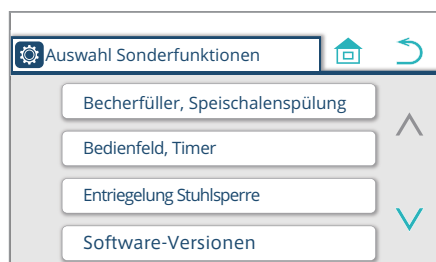 Auswahl Sonderfunktionen
Becherfüller, Speischalenspülung
Bedienfeld, Timer
Entriegelung Stuhlsperre
Software-Versionen